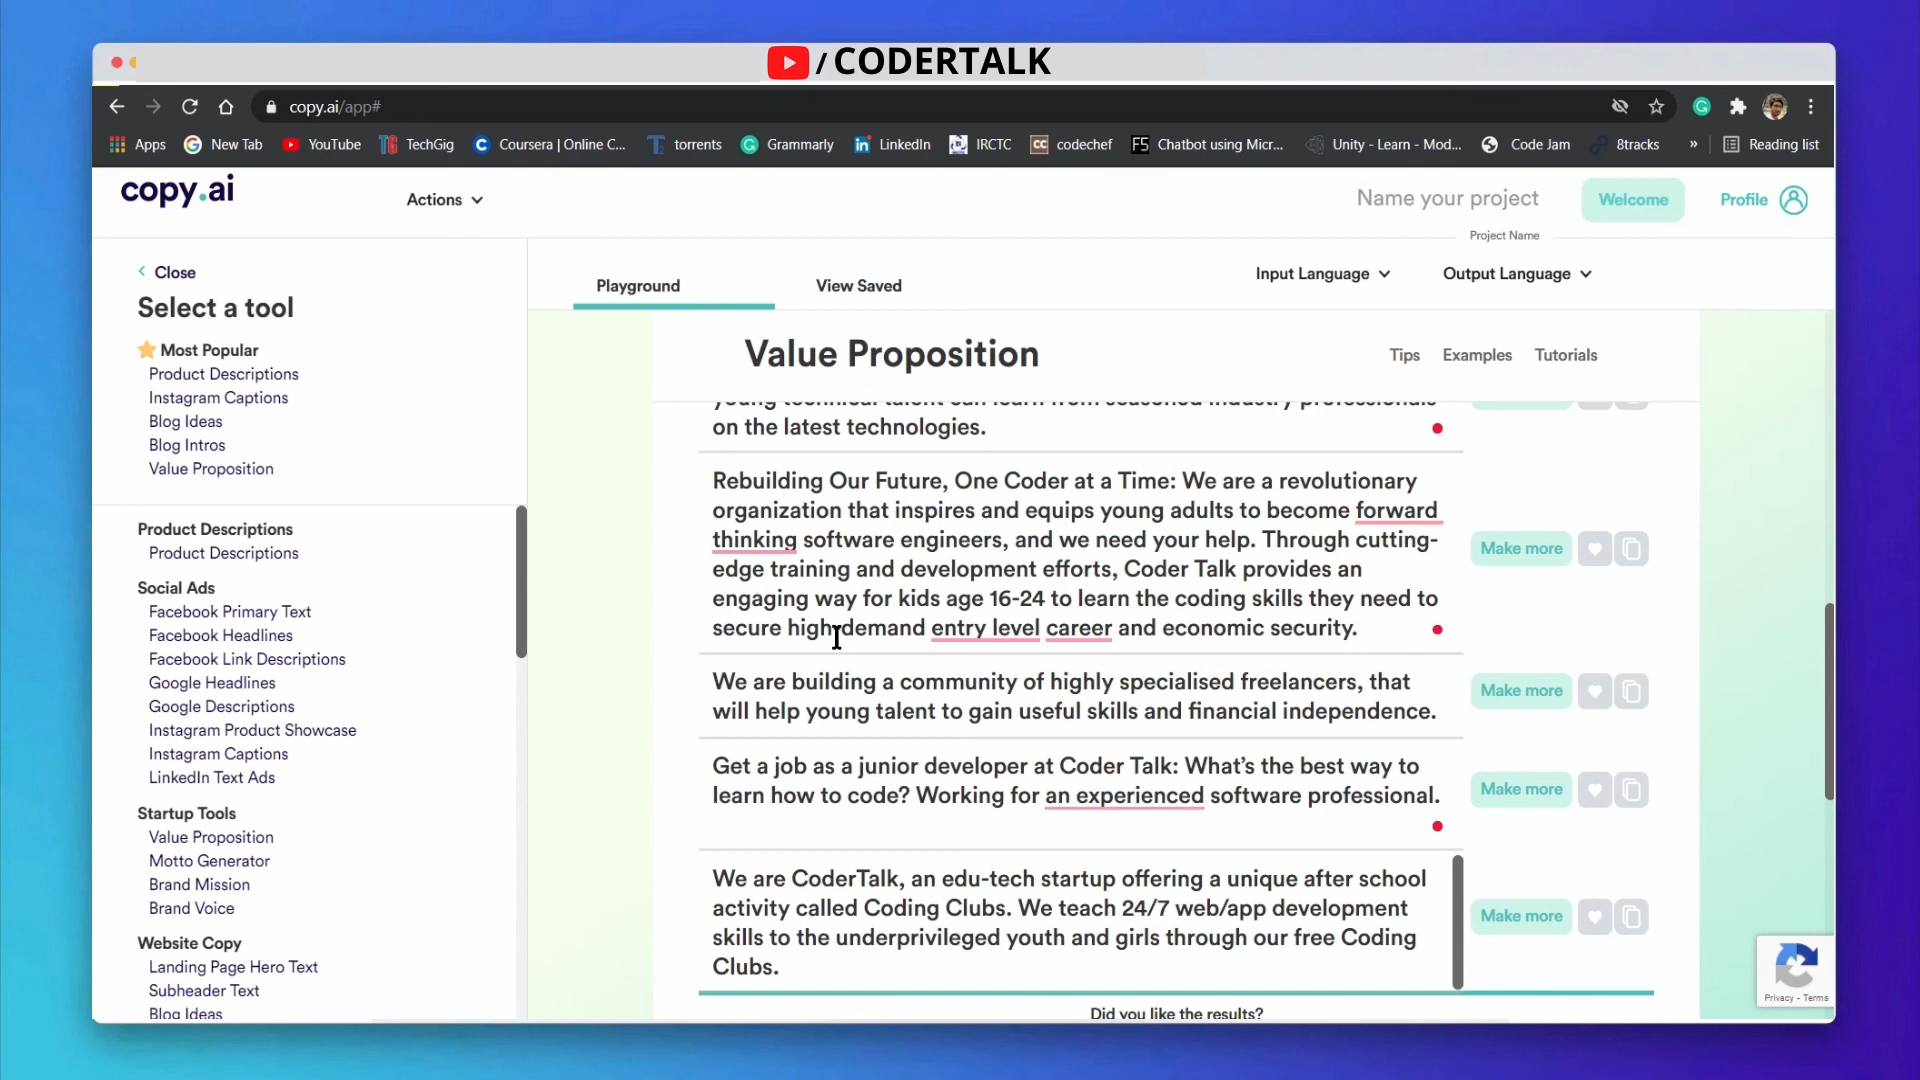 / CODERTALK
copy.ai/app#
Apps
New Tab
YouTube
TechGig
Coursera | Online C...
torrents
Grammarly
LinkedIn
IRCTC
codechef
Chatbot using Micr...
Unity - Learn - Mod...
Code Jam
8tracks
»
Reading list
copy.ai
Actions
Name your project
Welcome
Profile
Project Name
Close
Select a tool
Most Popular
Product Descriptions
Instagram Captions
Blog Ideas
Blog Intros
Value Proposition
Product Descriptions
Product Descriptions
Social Ads
Facebook Primary Text
Facebook Headlines
Facebook Link Descriptions
Google Headlines
Google Descriptions
Instagram Product Showcase
Instagram Captions
LinkedIn Text Ads
Startup Tools
Value Proposition
Motto Generator
Brand Mission
Brand Voice
Website Copy
Landing Page Hero Text
Subheader Text
Blog Ideas
Playground
View Saved
Input Language
Output Language
Value Proposition
Tips
Examples
Tutorials
young technical talent can learn from seasoned industry professionals
on the latest technologies.
Rebuilding Our Future, One Coder at a Time: We are a revolutionary
organization that inspires and equips young adults to become forward
thinking software engineers, and we need your help. Through cutting-
edge training and development efforts, Coder Talk provides an
engaging way for kids age 16-24 to learn the coding skills they need to
secure high-demand entry level career and economic security.
Make more
We are building a community of highly specialised freelancers, that
will help young talent to gain useful skills and financial independence.
Make more
Get a job as a junior developer at Coder Talk: What's the best way to
learn how to code? Working for an experienced software professional.
Make more
We are CoderTalk, an edu-tech startup offering a unique after school
activity called Coding Clubs. We teach 24/7 web/app development
skills to the underprivileged youth and girls through our free Coding
Clubs.
Make more
Did you like the results?
Privacy - Terms